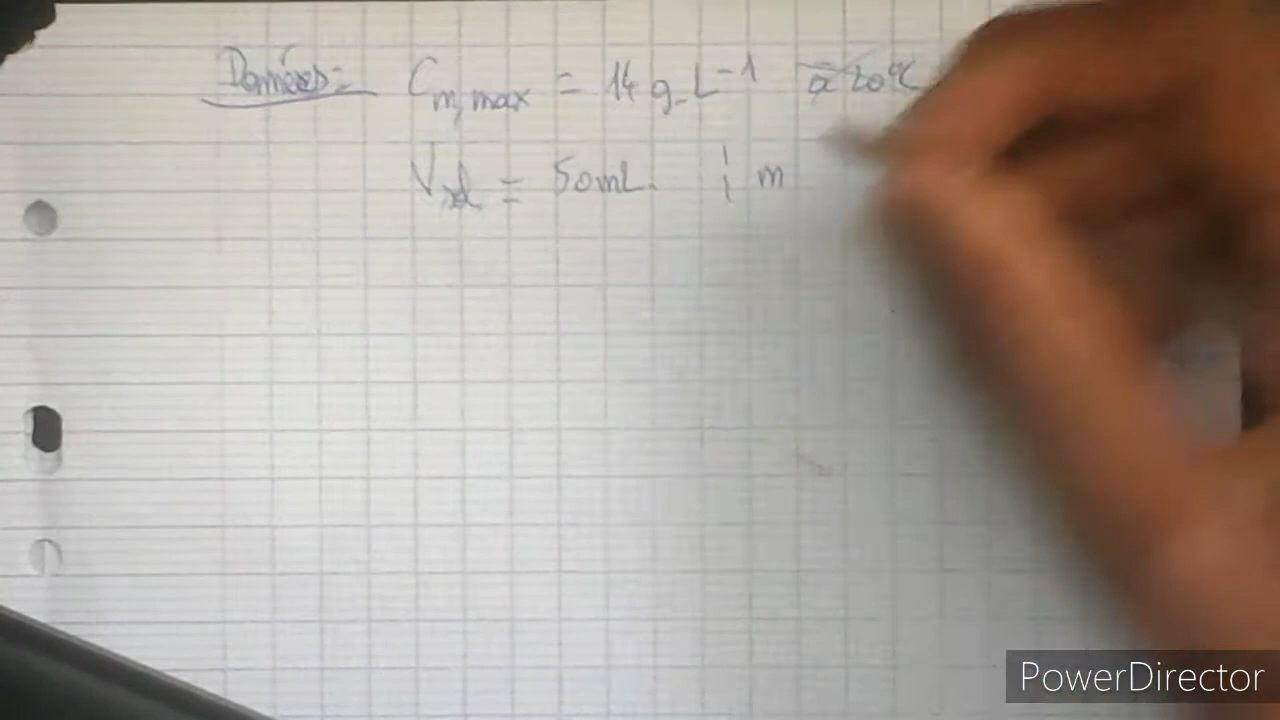 Données: Cm,max = 14 g.L⁻¹ à 20°C
Vsol = 50mL ; m
PowerDirector